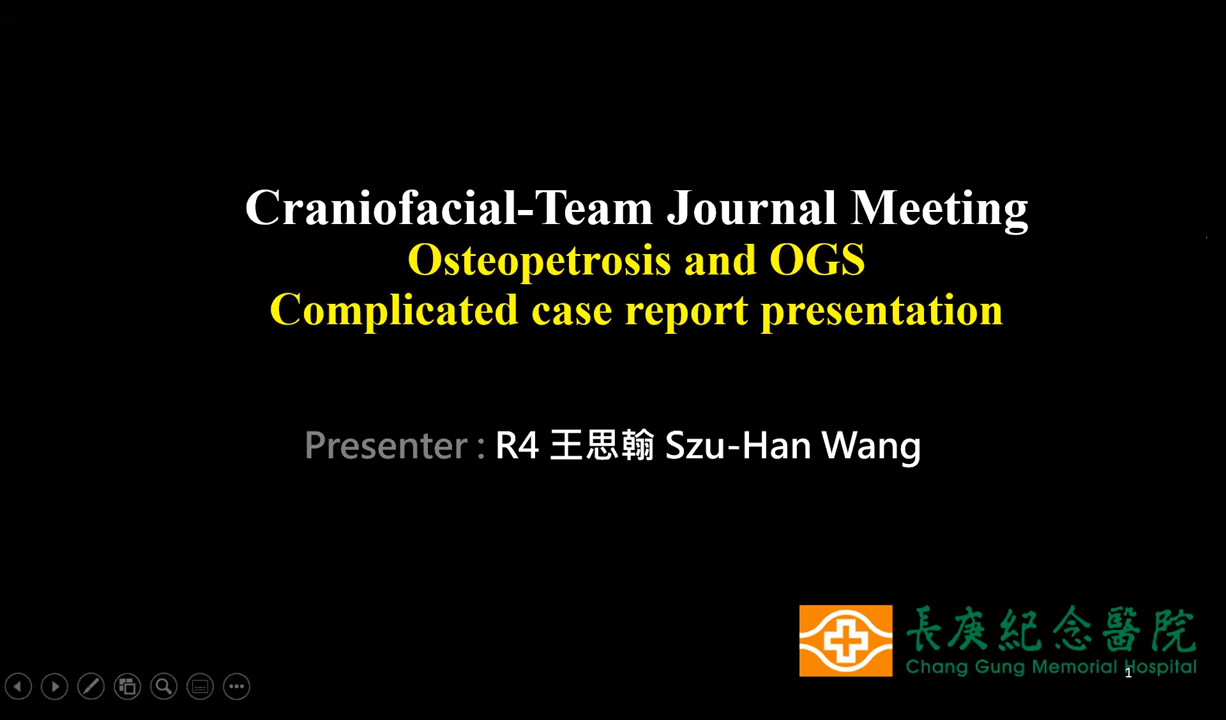 Craniofacial-Team Journal Meeting
Osteopetrosis and OGS
Complicated case report presentation
Presenter : R4 王思翰 Szu-Han Wang
長庚紀念醫院
Chang Gung Memorial Hospital
1